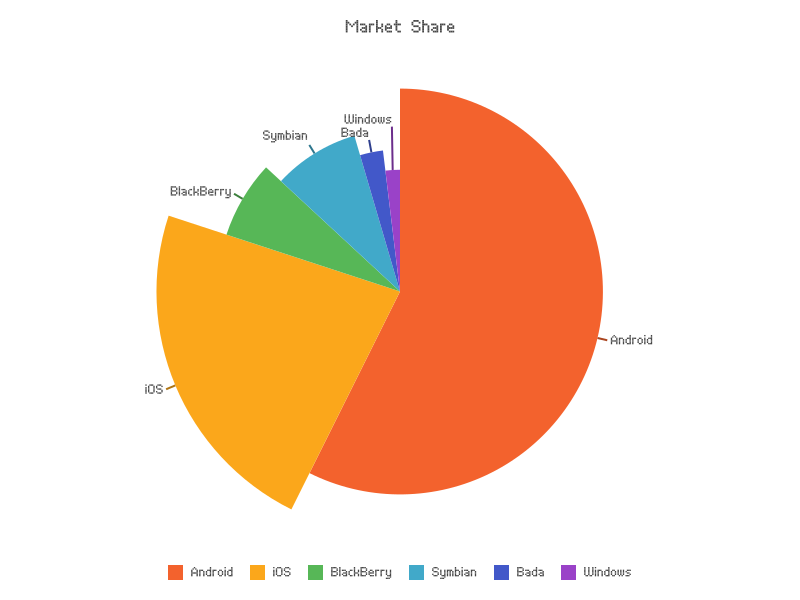 Market Share
Windows
Bada
Symbian
BlackBerry
Android
iOS
Android iOS BlackBerry Symbian Bada Windows